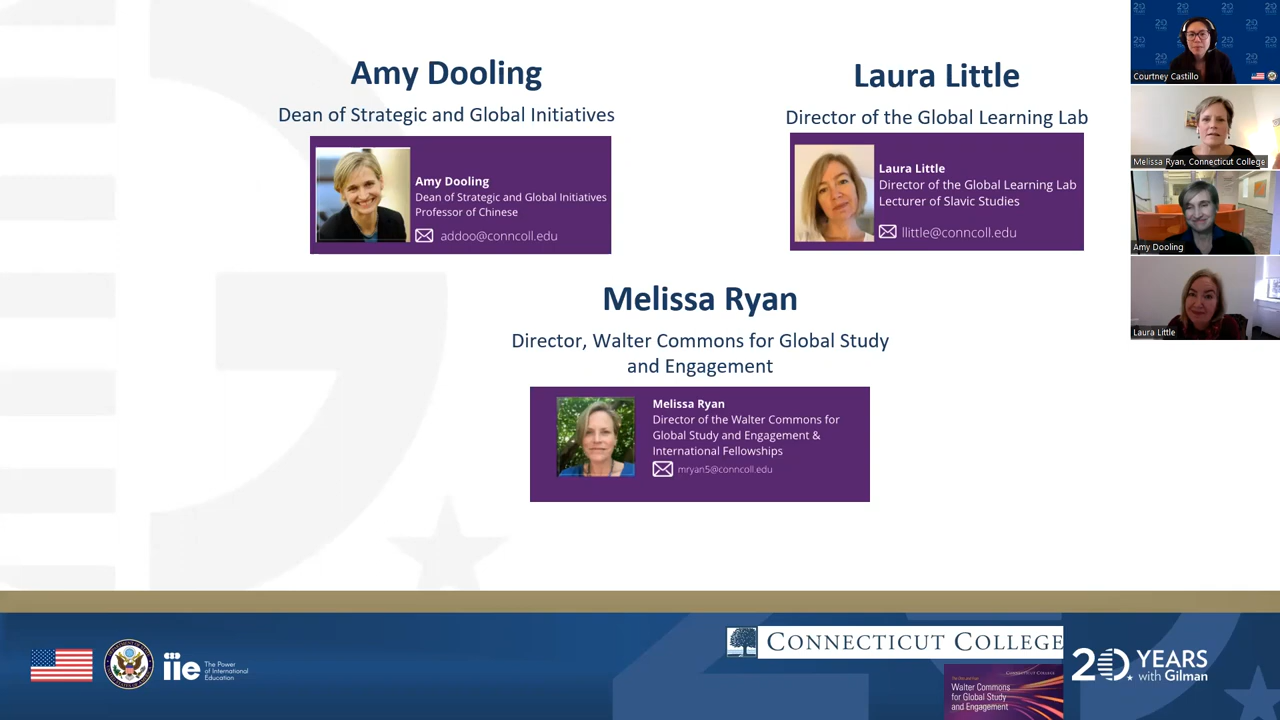 Amy Dooling
Dean of Strategic and Global Initiatives
Amy Dooling
Dean of Strategic and Global Initiatives
Professor of Chinese
addoo@conncoll.edu
Laura Little
Director of the Global Learning Lab
Laura Little
Director of the Global Learning Lab
Lecturer of Slavic Studies
llittle@conncoll.edu
Melissa Ryan
Director, Walter Commons for Global Study
and Engagement
Melissa Ryan
Director of the Walter Commons for
Global Study and Engagement &
International Fellowships
mryan5@conncoll.edu
Courtney Castillo
Melissa Ryan, Connecticut College
Amy Dooling
Laura Little
iie
The Power
of International
Education
CONNECTICUT COLLEGE
CONNECTICUT COLLEGE
Walter Commons
for Global Study
and Engagement
20 YEARS
with Gilman